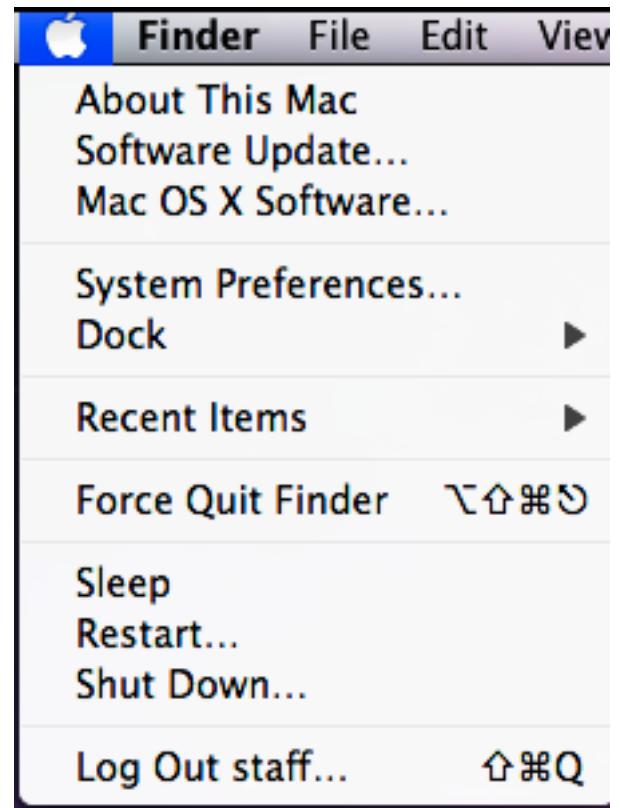 Finder File Edit View
About This Mac
Software Update...
Mac OS X Software...
System Preferences...
Dock ▶
Recent Items ▶
Force Quit Finder ⌥⇧⌘⎋
Sleep
Restart...
Shut Down...
Log Out staff... ⇧⌘Q